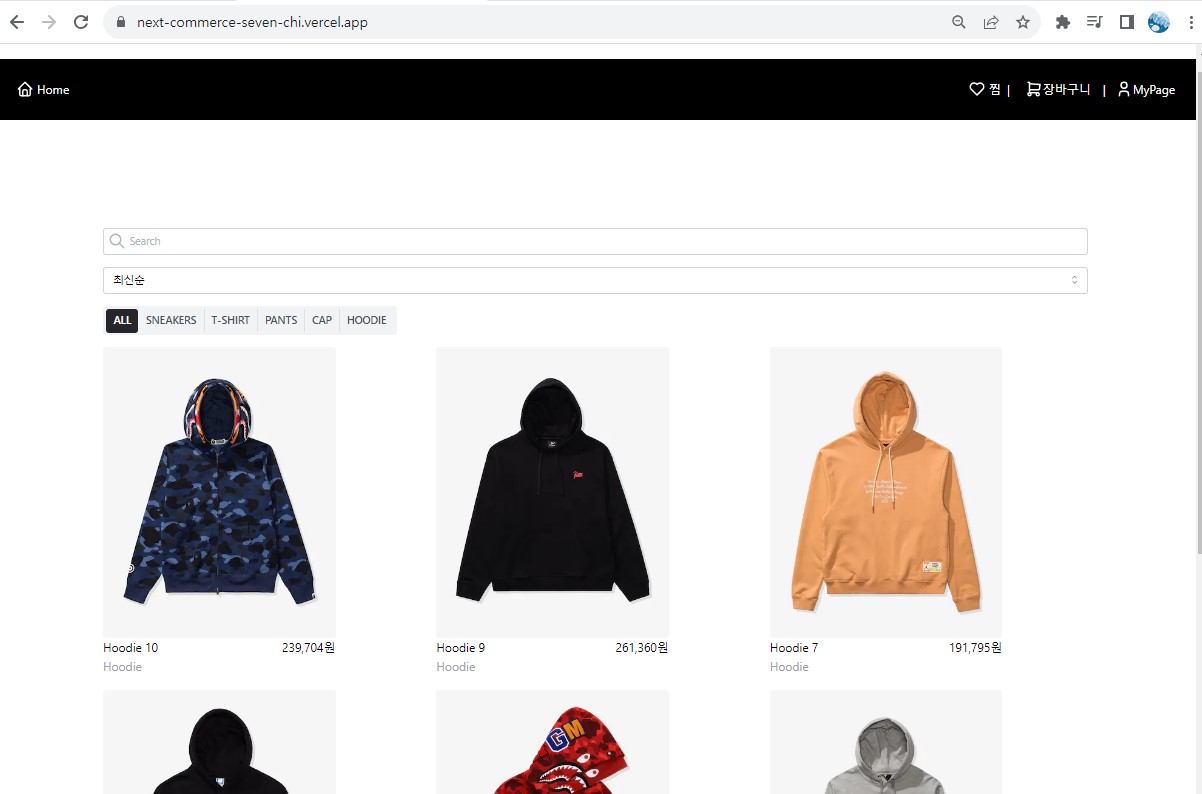 next-commerce-seven-chi.vercel.app
Home 찜 | 장바구니 | MyPage
Search
최신순
ALL SNEAKERS T-SHIRT PANTS CAP HOODIE
Hoodie 10 239,704원 Hoodie 9 261,360원 Hoodie 7 191,795원
Hoodie Hoodie Hoodie
GM